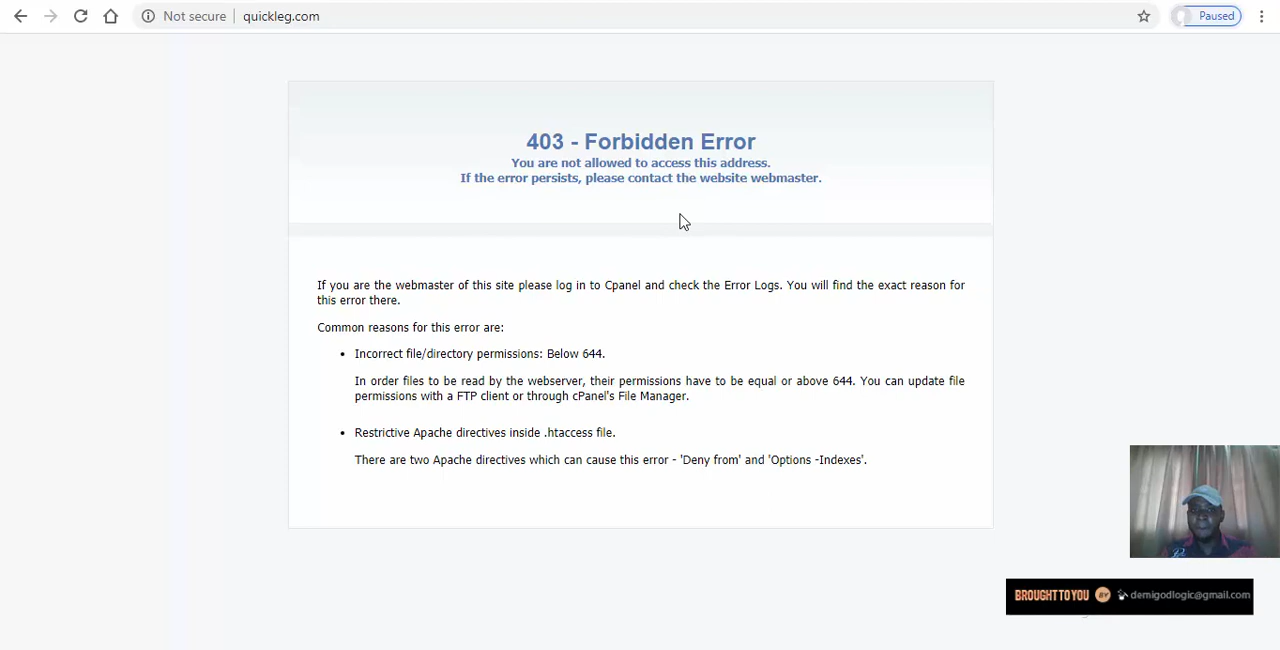 Not secure
quickleg.com
Paused
403 - Forbidden Error
You are not allowed to access this address.
If the error persists, please contact the website webmaster.
If you are the webmaster of this site please log in to Cpanel and check the Error Logs. You will find the exact reason for
this error there.
Common reasons for this error are:
• Incorrect file/directory permissions: Below 644.
In order files to be read by the webserver, their permissions have to be equal or above 644. You can update file
permissions with a FTP client or through cPanel's File Manager.
• Restrictive Apache directives inside .htaccess file.
There are two Apache directives which can cause this error - 'Deny from' and 'Options -Indexes'.
BROUGHT TO YOU BY demigodlogic@gmail.com